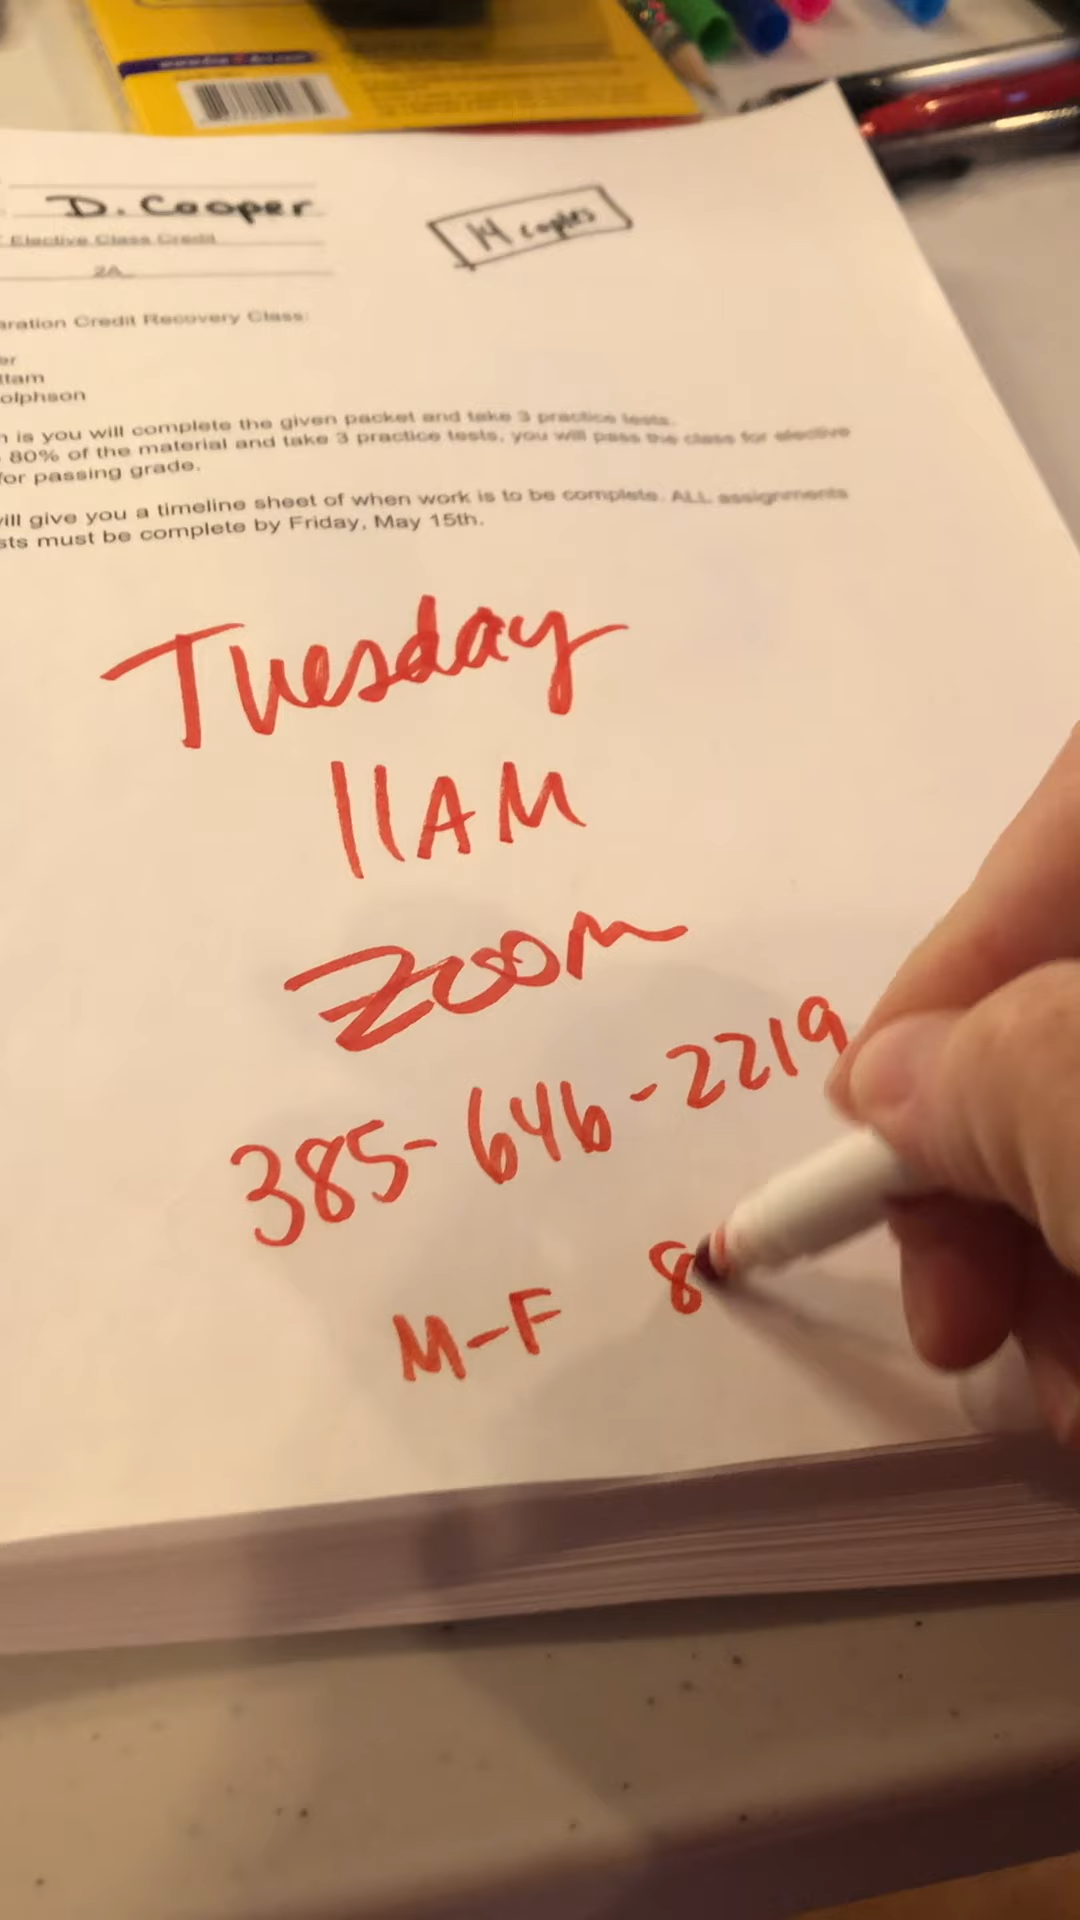 D. Cooper
14 copies
Elective Class Credit
2A
aration Credit Recovery Class:
er
ttam
olphson
n is you will complete the given packet and take 3 practice tests.
80% of the material and take 3 practice tests, you will pass the class for elective
for passing grade.
will give you a timeline sheet of when work is to be complete. ALL assignments
sts must be complete by Friday, May 15th.
Tuesday
11AM
ZOOM
385-646-2219
M-F 8